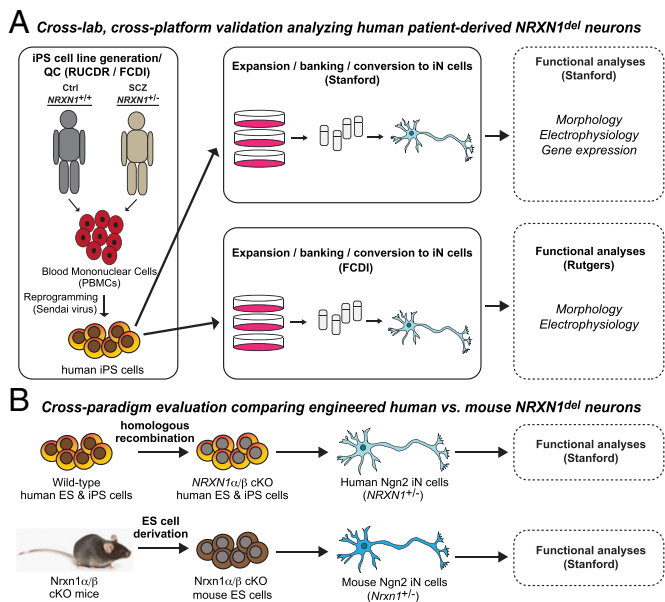 A Cross-lab, cross-platform validation analyzing human patient-derived NRXN1del neurons
iPS cell line generation/
QC (RUCDR / FCDI)
Ctrl
NRXN1+/+
SCZ
NRXN1+/-
Blood Mononuclear Cells
(PBMCs)
Reprogramming
(Sendai virus)
human iPS cells
Expansion / banking / conversion to iN cells
(Stanford)
Functional analyses
(Stanford)
Morphology
Electrophysiology
Gene expression
Expansion / banking / conversion to iN cells
(FCDI)
Functional analyses
(Rutgers)
Morphology
Electrophysiology
B Cross-paradigm evaluation comparing engineered human vs. mouse NRXN1del neurons
Wild-type
human ES & iPS cells
homologous
recombination
NRXN1α/β cKO
human ES & iPS cells
Human Ngn2 iN cells
(NRXN1+/-)
Functional analyses
(Stanford)
Nrxn1α/β
cKO mice
ES cell
derivation
Nrxn1α/β cKO
mouse ES cells
Mouse Ngn2 iN cells
(Nrxn1+/-)
Functional analyses
(Stanford)